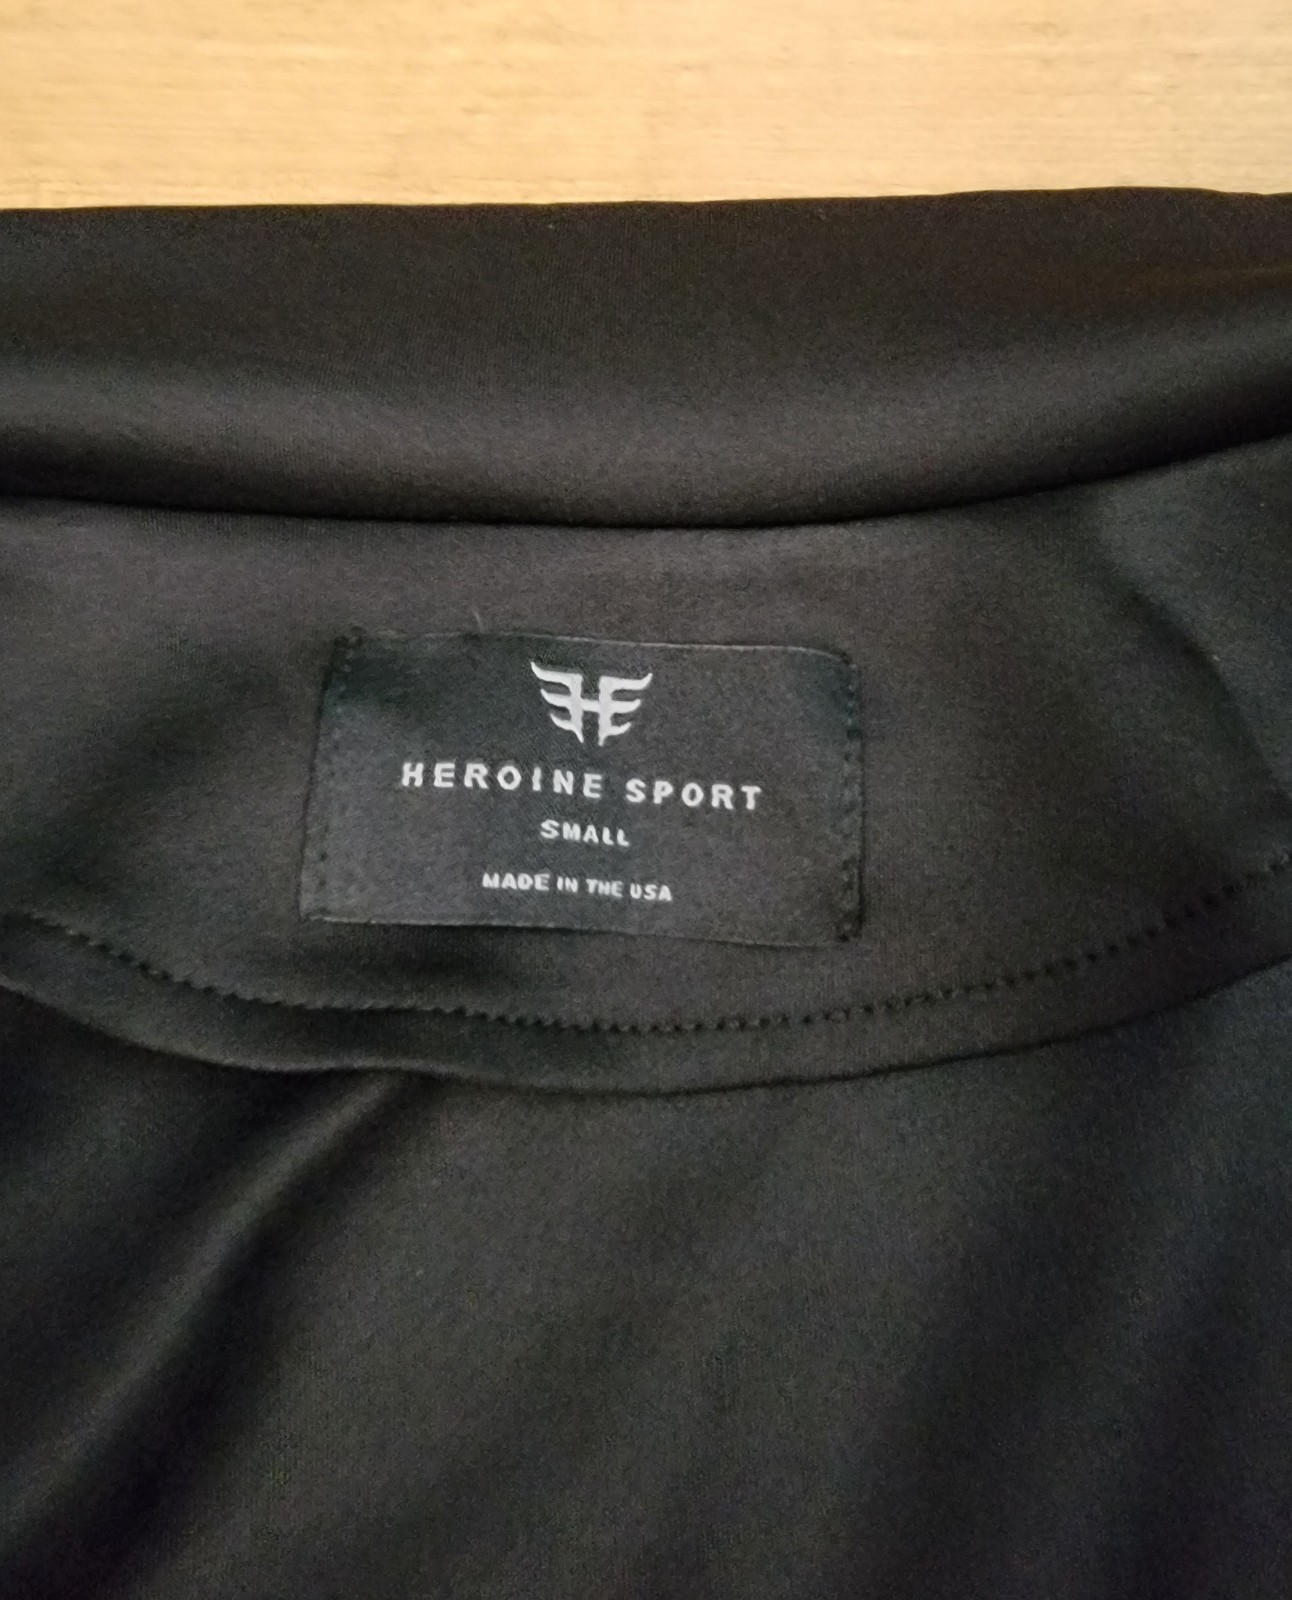 HEROINE SPORT
SMALL
MADE IN THE USA